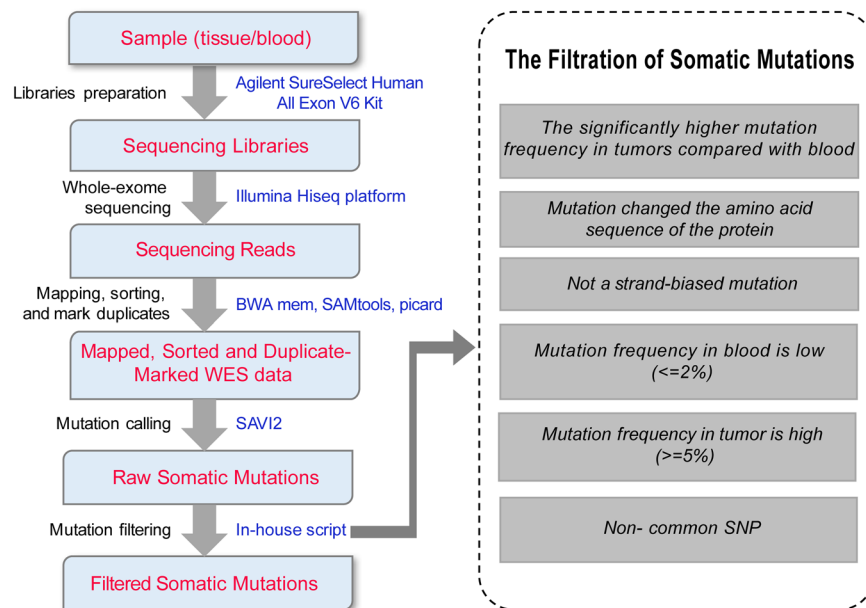 Sample (tissue/blood)
Libraries preparation
Agilent SureSelect Human
All Exon V6 Kit
Sequencing Libraries
Whole-exome
sequencing
Illumina Hiseq platform
Sequencing Reads
Mapping, sorting,
and mark duplicates
BWA mem, SAMtools, picard
Mapped, Sorted and Duplicate-
Marked WES data
Mutation calling
SAVI2
Raw Somatic Mutations
Mutation filtering
In-house script
Filtered Somatic Mutations
The Filtration of Somatic Mutations
The significantly higher mutation
frequency in tumors compared with blood
Mutation changed the amino acid
sequence of the protein
Not a strand-biased mutation
Mutation frequency in blood is low
(<=2%)
Mutation frequency in tumor is high
(>=5%)
Non- common SNP